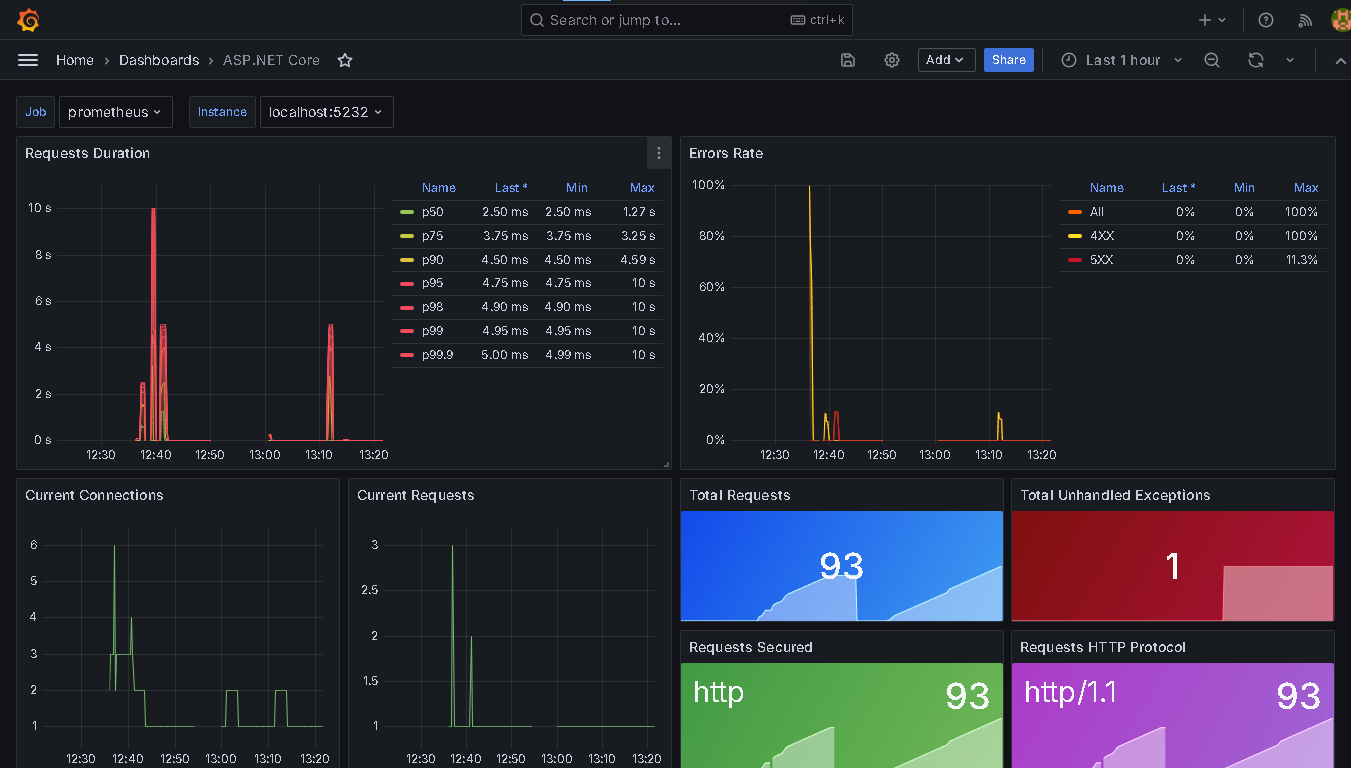 Search or jump to...
ctrl+k
Home › Dashboards › ASP.NET Core
Add
Share
Last 1 hour
Job
prometheus
Instance
localhost:5232
Requests Duration
10 s
8 s
6 s
4 s
2 s
0 s
12:30 12:40 12:50 13:00 13:10 13:20
Name Last * Min Max
p50 2.50 ms 2.50 ms 1.27 s
p75 3.75 ms 3.75 ms 3.25 s
p90 4.50 ms 4.50 ms 4.59 s
p95 4.75 ms 4.75 ms 10 s
p98 4.90 ms 4.90 ms 10 s
p99 4.95 ms 4.95 ms 10 s
p99.9 5.00 ms 4.99 ms 10 s
Errors Rate
100%
80%
60%
40%
20%
0%
12:30 12:40 12:50 13:00 13:10 13:20
Name Last * Min Max
All 0% 0% 100%
4XX 0% 0% 100%
5XX 0% 0% 11.3%
Current Connections
6
5
4
3
2
1
12:30 12:40 12:50 13:00 13:10 13:20
Current Requests
3
2.5
2
1.5
1
12:30 12:40 12:50 13:00 13:10 13:20
Total Requests
93
Total Unhandled Exceptions
1
Requests Secured
http 93
Requests HTTP Protocol
http/1.1 93